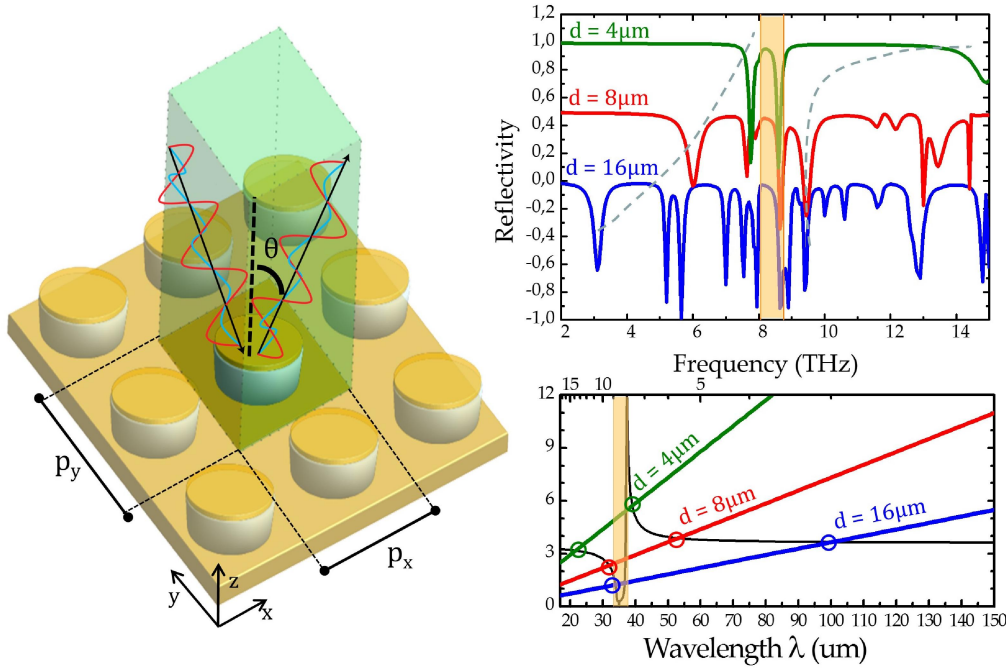 θ
p_y
p_x
z
y
x
1,2
1,0
0,8
0,6
0,4
0,2
0,0
-0,2
-0,4
-0,6
-0,8
-1,0
Reflectivity
d = 4μm
d = 8μm
d = 16μm
2 4 6 8 10 12 14
Frequency (THz)
15 10 5
12
9
6
3
0
d = 4μm
d = 8μm
d = 16μm
20 30 40 50 60 70 80 90 100 110 120 130 140 150
Wavelength λ (um)